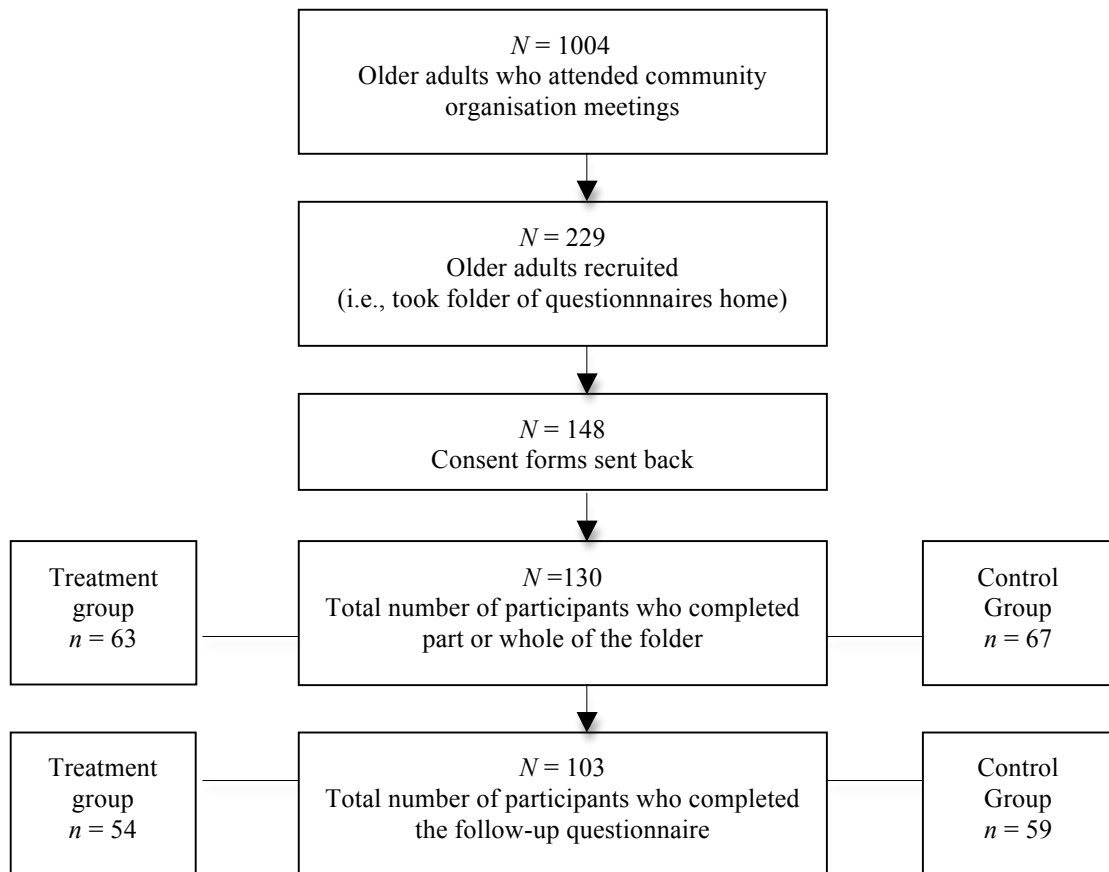 N = 1004
Older adults who attended community
organisation meetings
N = 229
Older adults recruited
(i.e., took folder of questionnnaires home)
N = 148
Consent forms sent back
Treatment
group
n = 63
N =130
Total number of participants who completed
part or whole of the folder
Control
Group
n = 67
Treatment
group
n = 54
N = 103
Total number of participants who completed
the follow-up questionnaire
Control
Group
n = 59